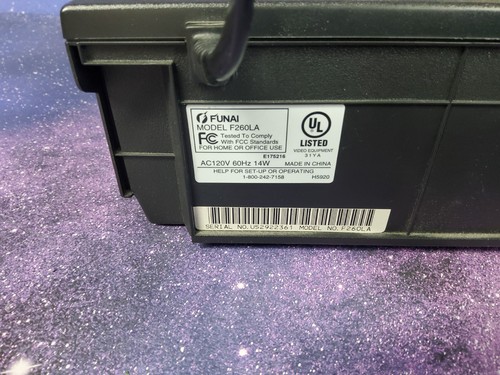 FUNAI
MODEL F260LA
FC Tested To Comply
With FCC Standards
FOR HOME OR OFFICE USE
UL
LISTED
VIDEO EQUIPMENT
31YA
E175216
AC120V 60Hz 14W MADE IN CHINA
HELP FOR SET-UP OR OPERATING
1-800-242-7158 H5920
SERIAL NO. U52922361 MODEL NO. F260LA